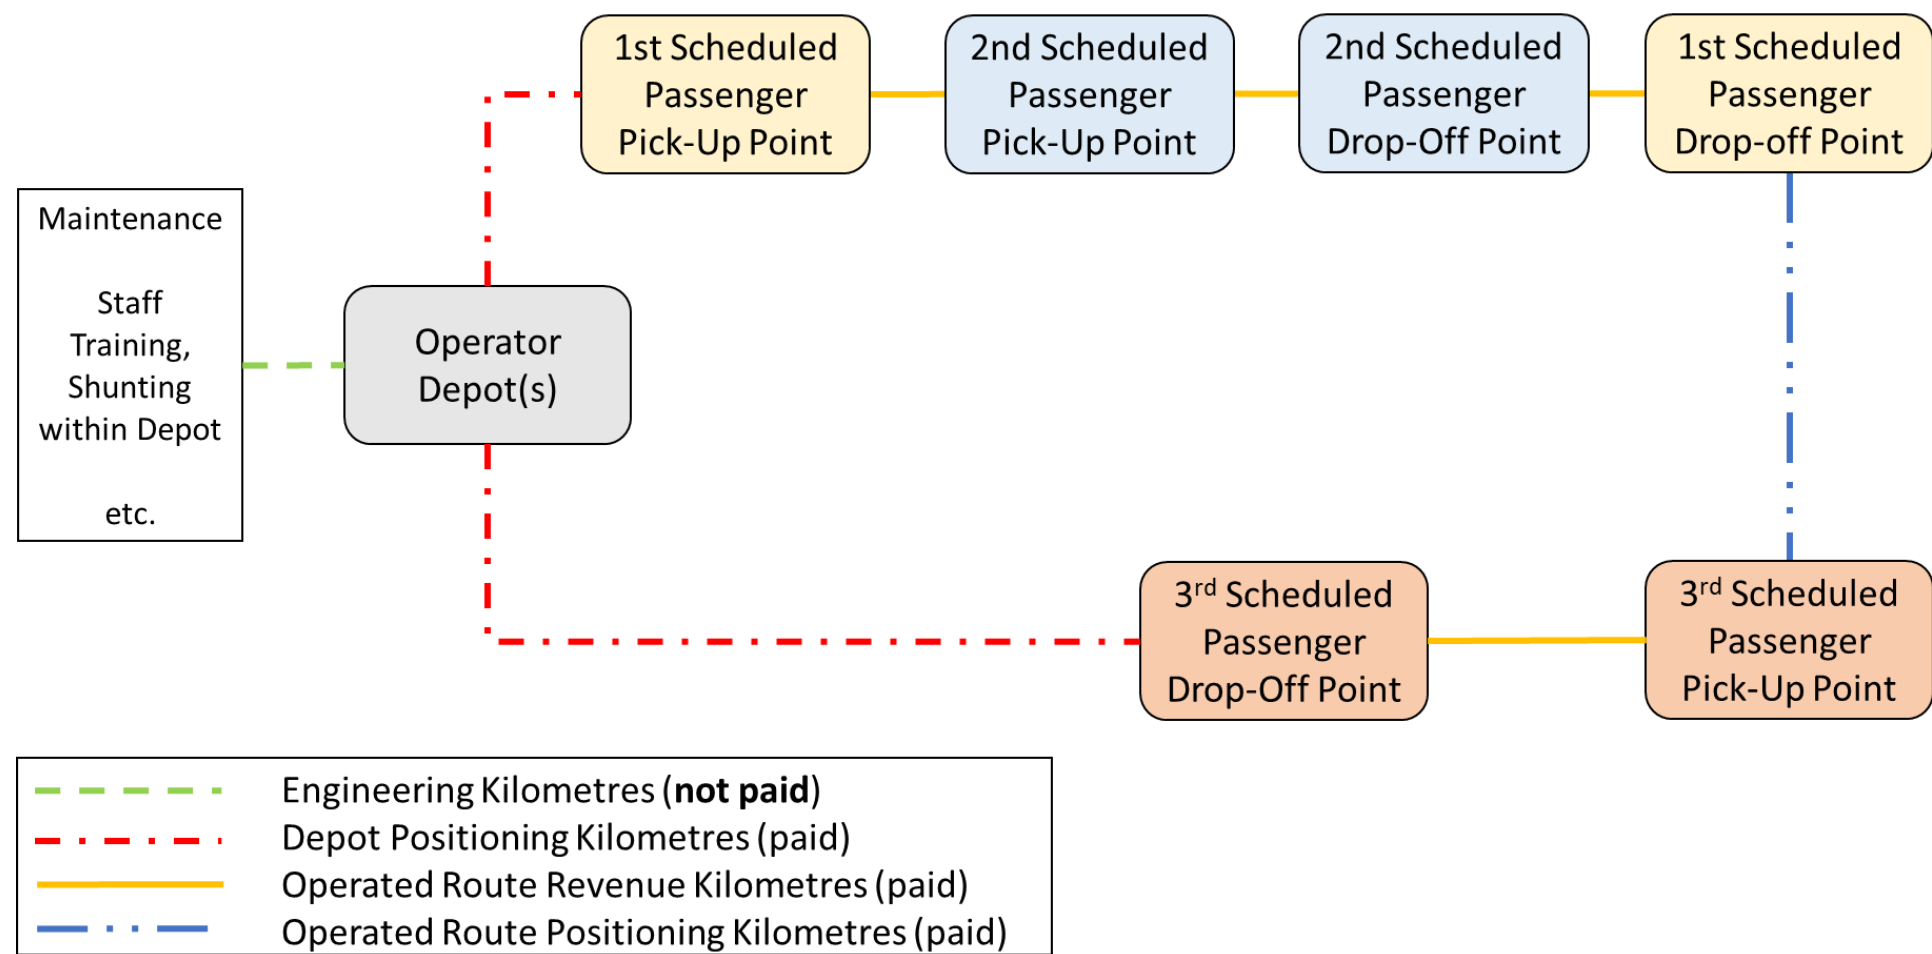 1st Scheduled
Passenger
Pick-Up Point
2nd Scheduled
Passenger
Pick-Up Point
2nd Scheduled
Passenger
Drop-Off Point
1st Scheduled
Passenger
Drop-off Point
Maintenance
Staff
Training,
Shunting
within Depot
etc.
Operator
Depot(s)
3rd Scheduled
Passenger
Drop-Off Point
3rd Scheduled
Passenger
Pick-Up Point
Engineering Kilometres (not paid)
Depot Positioning Kilometres (paid)
Operated Route Revenue Kilometres (paid)
Operated Route Positioning Kilometres (paid)